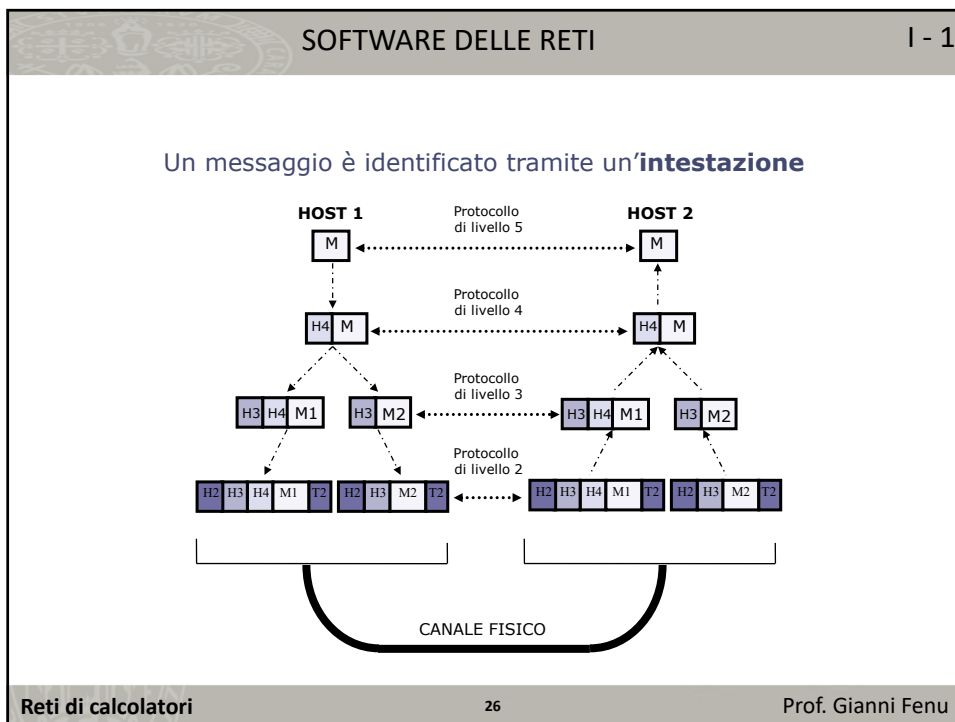 SOFTWARE DELLE RETI
I - 1
Un messaggio è identificato tramite un'intestazione
HOST 1
Protocollo
di livello 5
HOST 2
M
M
Protocollo
di livello 4
H4 M
H4 M
Protocollo
di livello 3
H3 H4 M1
H3 M2
H3 H4 M1
H3 M2
Protocollo
di livello 2
H2 H3 H4 M1 T2
H2 H3 M2 T2
H2 H3 H4 M1 T2
H2 H3 M2 T2
CANALE FISICO
Reti di calcolatori
26
Prof. Gianni Fenu